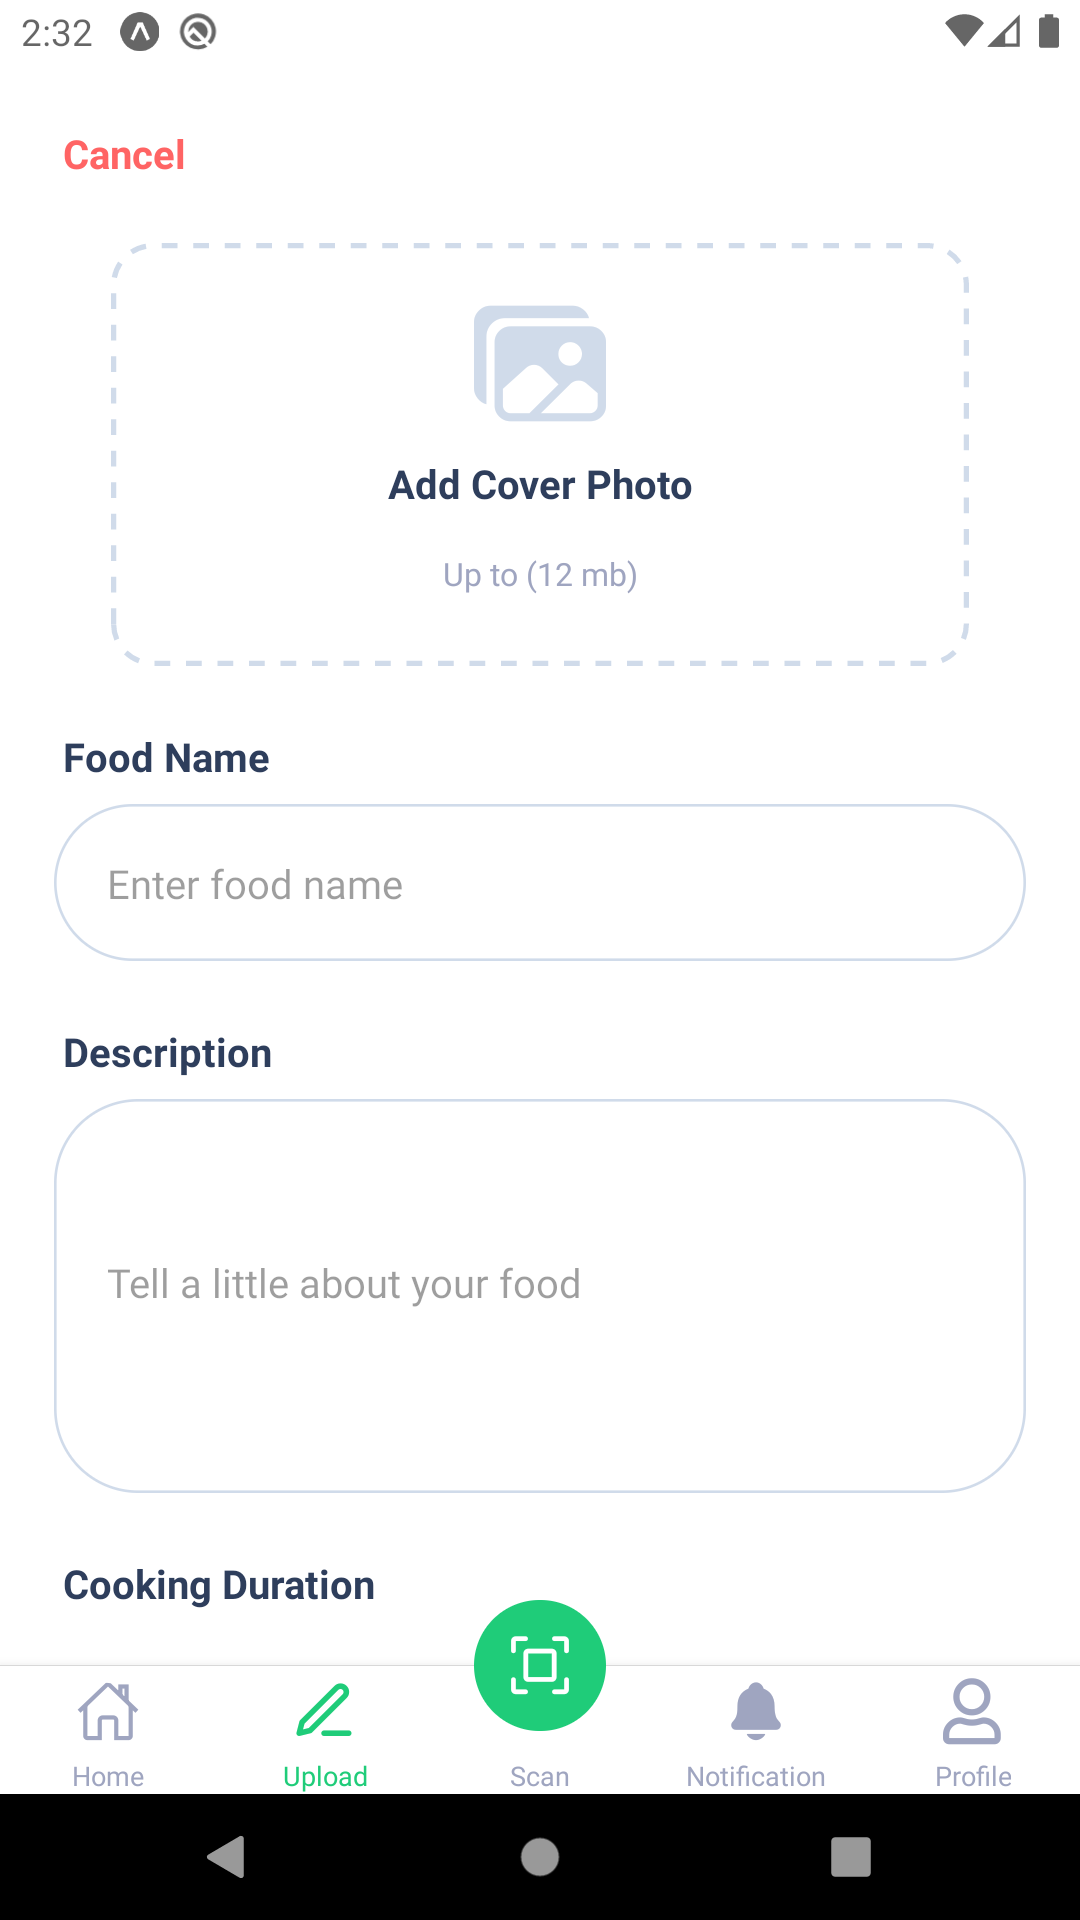 2:32
Cancel
Add Cover Photo
Up to (12 mb)
Food Name
Enter food name
Description
Tell a little about your food
Cooking Duration
Home
Upload
Scan
Notification
Profile